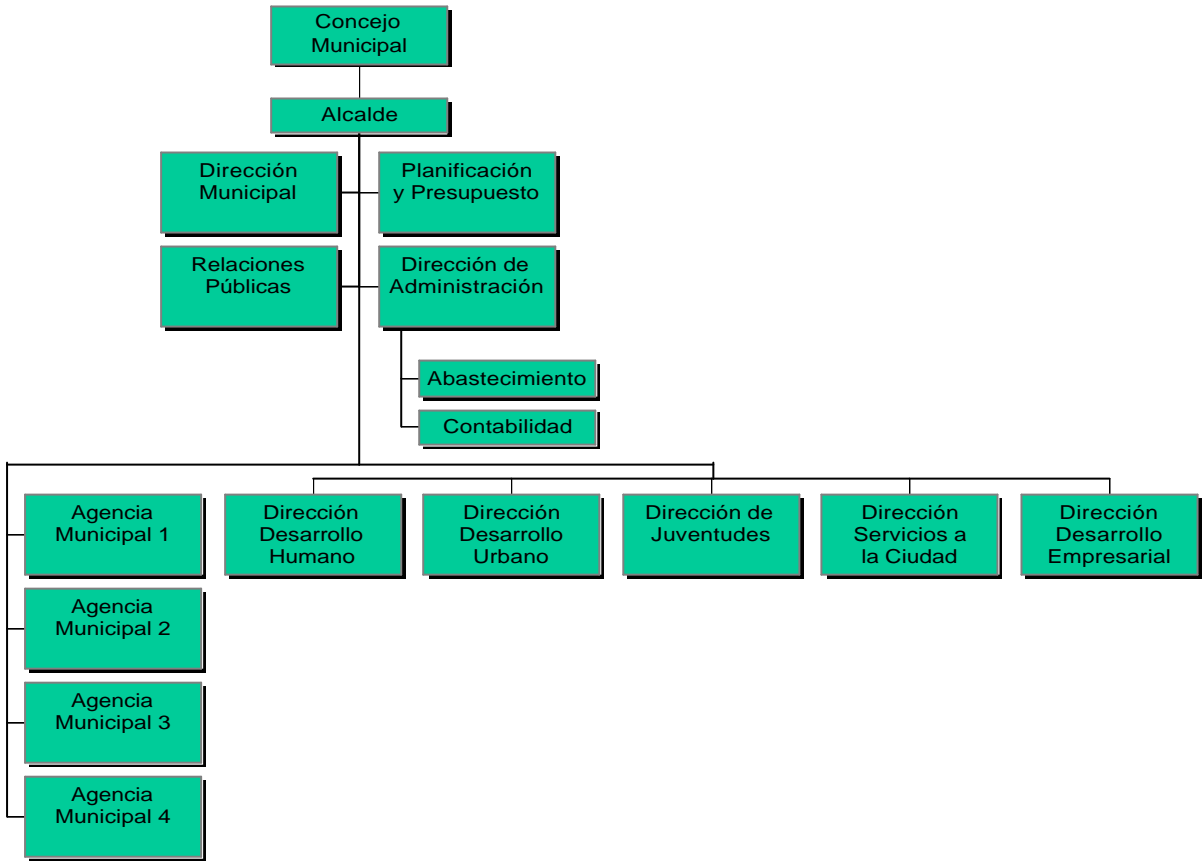 Concejo
Municipal
Alcalde
Dirección
Municipal
Planificación
y Presupuesto
Relaciones
Públicas
Dirección de
Administración
Abastecimiento
Contabilidad
Agencia
Municipal 1
Dirección
Desarrollo
Humano
Dirección
Desarrollo
Urbano
Dirección de
Juventudes
Dirección
Servicios a
la Ciudad
Dirección
Desarrollo
Empresarial
Agencia
Municipal 2
Agencia
Municipal 3
Agencia
Municipal 4